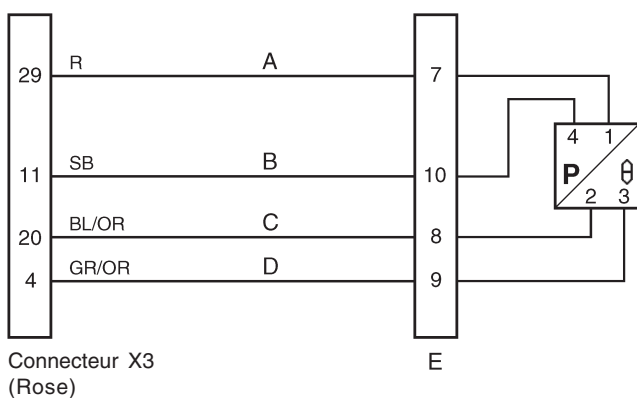 29 R A 7
4 1
11 SB B 10
P θ
2 3
20 BL/OR C 8
4 GR/OR D 9
Connecteur X3 E
(Rose)